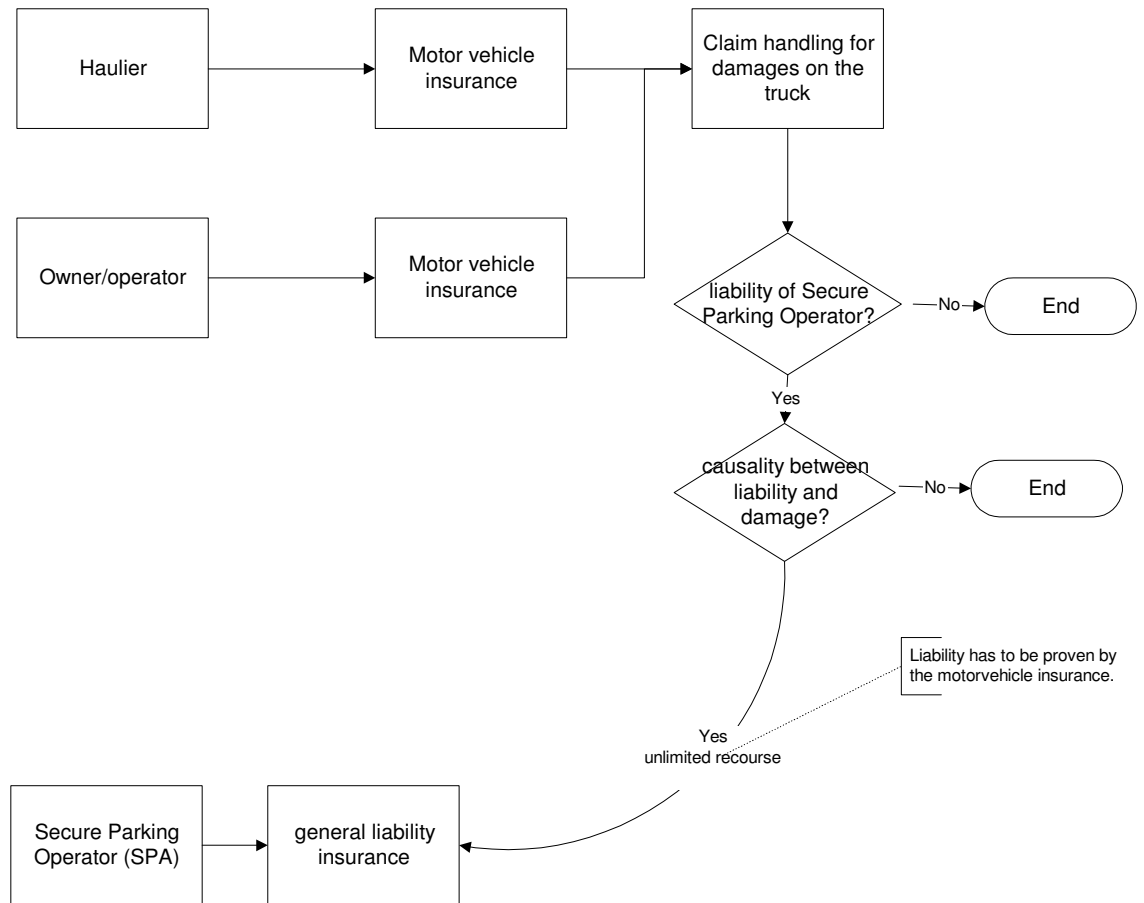 Haulier
Motor vehicle
insurance
Claim handling for
damages on the
truck
Owner/operator
Motor vehicle
insurance
liability of Secure
Parking Operator?
No
End
Yes
causality between
liability and
damage?
No
End
Liability has to be proven by
the motorvehicle insurance.
Yes
unlimited recourse
Secure Parking
Operator (SPA)
general liability
insurance